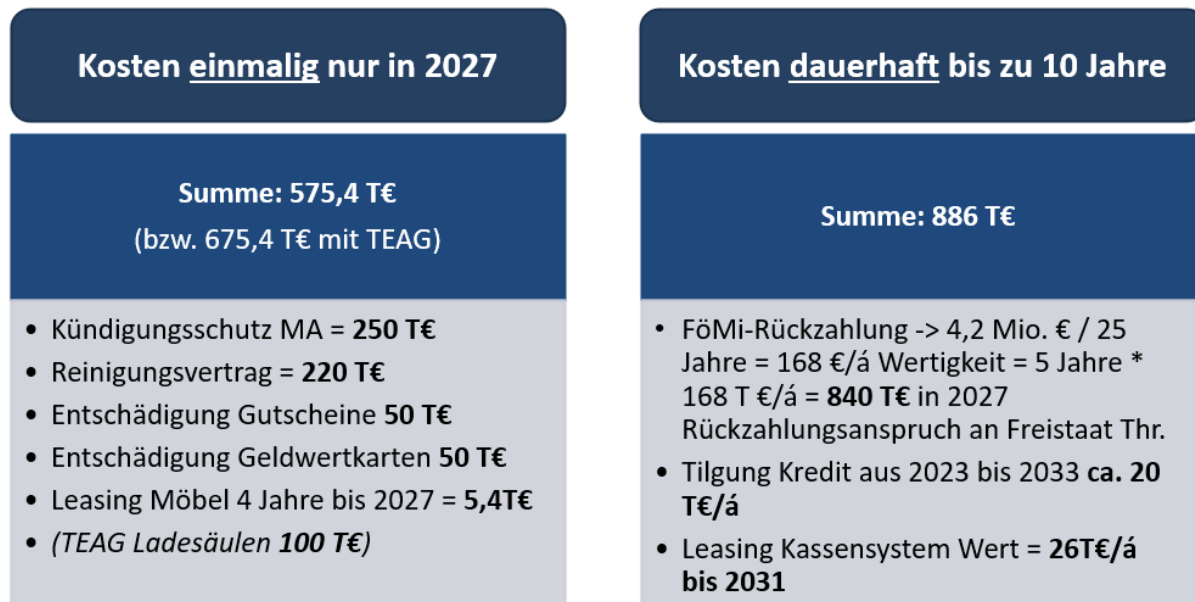 Kosten einmalig nur in 2027
Summe: 575,4 T€
(bzw. 675,4 T€ mit TEAG)
• Kündigungsschutz MA = 250 T€
• Reinigungsvertrag = 220 T€
• Entschädigung Gutscheine 50 T€
• Entschädigung Geldwertkarten 50 T€
• Leasing Möbel 4 Jahre bis 2027 = 5,4T€
• (TEAG Ladesäulen 100 T€)
Kosten dauerhaft bis zu 10 Jahre
Summe: 886 T€
• FöMi-Rückzahlung -> 4,2 Mio. € / 25
Jahre = 168 €/á Wertigkeit = 5 Jahre *
168 T €/á = 840 T€ in 2027
Rückzahlungsanspruch an Freistaat Thr.
• Tilgung Kredit aus 2023 bis 2033 ca. 20
T€/á
• Leasing Kassensystem Wert = 26T€/á
bis 2031